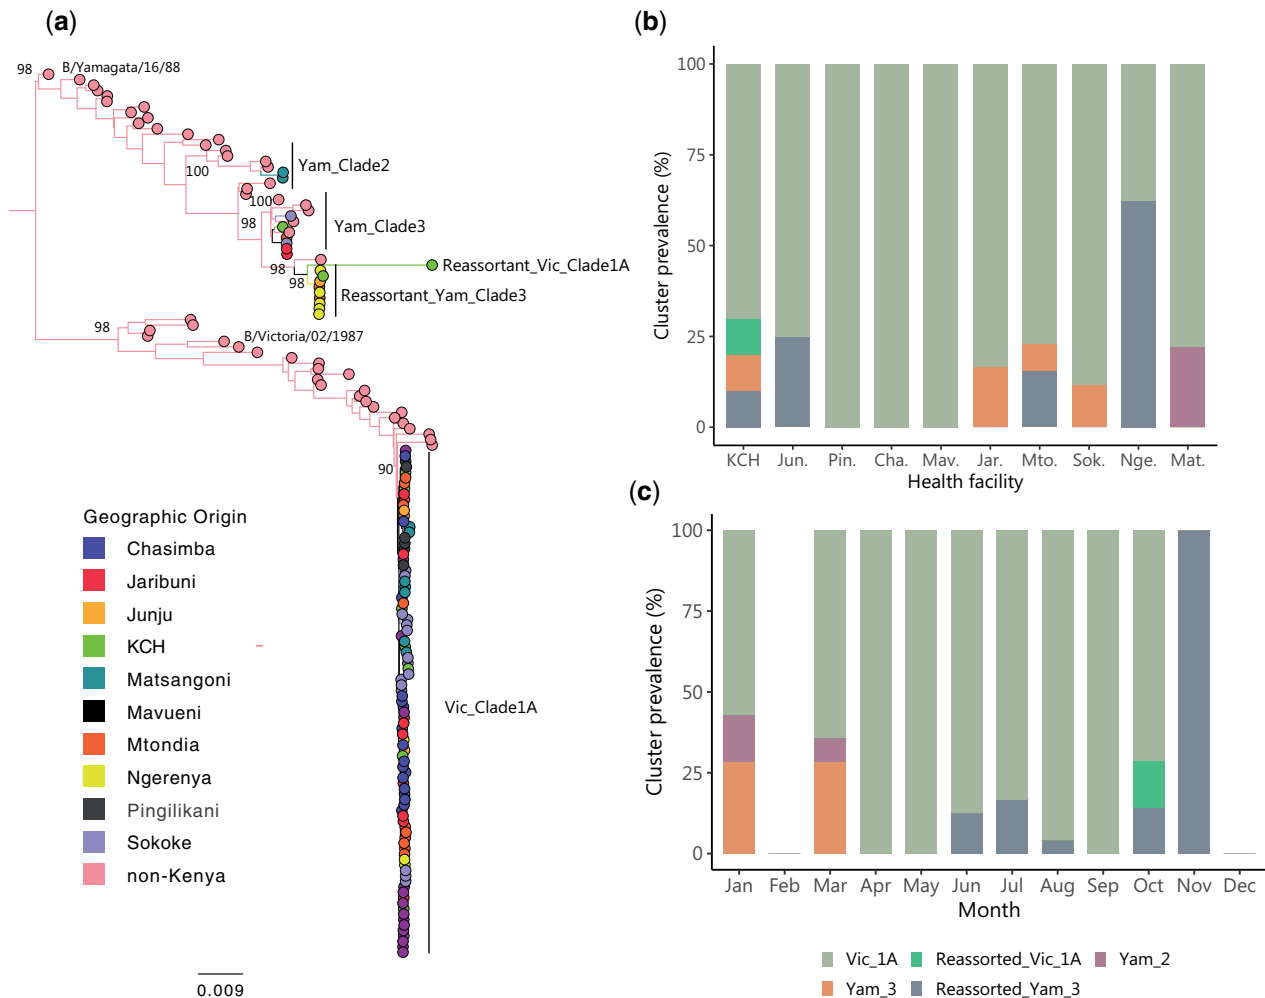 (a)
98
B/Yamagata/16/88
100
Yam_Clade2
100
98
Yam_Clade3
98
98
Reassortant_Vic_Clade1A
Reassortant_Yam_Clade3
98
B/Victoria/02/1987
90
Vic_Clade1A
Geographic Origin
Chasimba
Jaribuni
Junju
KCH
Matsangoni
Mavueni
Mtondia
Ngerenya
Pingilikani
Sokoke
non-Kenya
0.009
(b)
Cluster prevalence (%)
100
75
50
25
0
KCH Jun. Pin. Cha. Mav. Jar. Mto. Sok. Nge. Mat.
Health facility
(c)
Cluster prevalence (%)
100
75
50
25
0
Jan Feb Mar Apr May Jun Jul Aug Sep Oct Nov Dec
Month
Vic_1A Reassorted_Vic_1A Yam_2
Yam_3 Reassorted_Yam_3